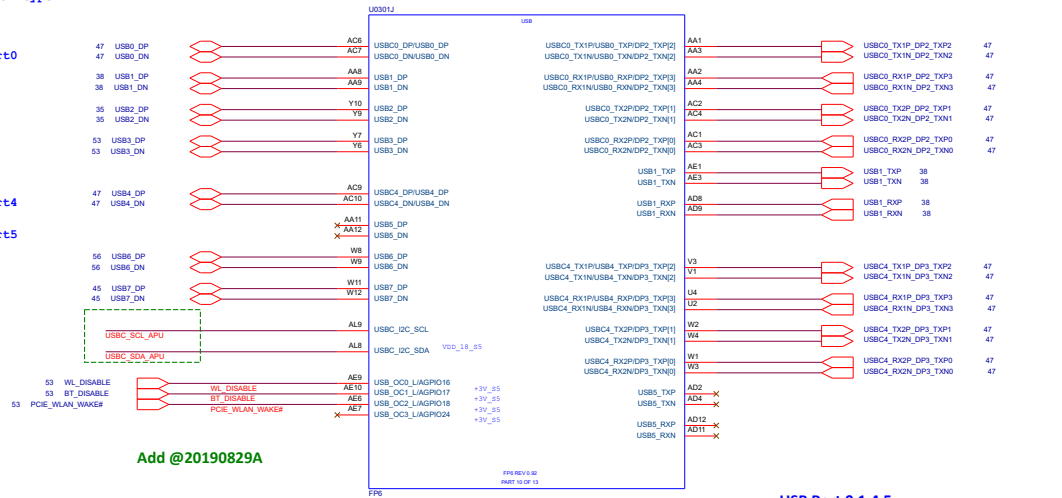 U0301J
USB
rt0
47 USB0_DP AC6 USBC0_DP/USB0_DP USBC0_TX1P/USB0_TXP/DP2_TXP[2] AA1 USBC0_TX1P_DP2_TXP2 47
47 USB0_DN AC7 USBC0_DN/USB0_DN USBC0_TX1N/USB0_TXN/DP2_TXN[2] AA3 USBC0_TX1N_DP2_TXN2 47
38 USB1_DP AA8 USB1_DP USBC0_RX1P/USB0_RXP/DP2_TXP[3] AA2 USBC0_RX1P_DP2_TXP3 47
38 USB1_DN AA9 USB1_DN USBC0_RX1N/USB0_RXN/DP2_TXN[3] AA4 USBC0_RX1N_DP2_TXN3 47
35 USB2_DP Y10 USB2_DP USBC0_TX2P/DP2_TXP[1] AC2 USBC0_TX2P_DP2_TXP1 47
35 USB2_DN Y9 USB2_DN USBC0_TX2N/DP2_TXN[1] AC4 USBC0_TX2N_DP2_TXN1 47
53 USB3_DP Y7 USB3_DP USBC0_RX2P/DP2_TXP[0] AC1 USBC0_RX2P_DP2_TXP0 47
53 USB3_DN Y6 USB3_DN USBC0_RX2N/DP2_TXN[0] AC3 USBC0_RX2N_DP2_TXN0 47
USB1_TXP AE1 USB1_TXP 38
USB1_TXN AE3 USB1_TXN 38
47 USB4_DP AC9 USBC4_DP/USB4_DP
rt4 47 USB4_DN AC10 USBC4_DN/USB4_DN USB1_RXP AD8 USB1_RXP 38
USB1_RXN AD9 USB1_RXN 38
AA11 USB5_DP
rt5 AA12 USB5_DN
56 USB6_DP W8 USB6_DP USBC4_TX1P/USB4_TXP/DP3_TXP[2] V3 USBC4_TX1P_DP3_TXP2 47
56 USB6_DN W9 USB6_DN USBC4_TX1N/USB4_TXN/DP3_TXN[2] V1 USBC4_TX1N_DP3_TXN2 47
45 USB7_DP W11 USB7_DP USBC4_RX1P/USB4_RXP/DP3_TXP[3] U4 USBC4_RX1P_DP3_TXP3 47
45 USB7_DN W12 USB7_DN USBC4_RX1N/USB4_RXN/DP3_TXN[3] U2 USBC4_RX1N_DP3_TXN3 47
USBC_SCL_APU AL9 USBC_I2C_SCL USBC4_TX2P/DP3_TXP[1] W2 USBC4_TX2P_DP3_TXP1 47
USBC4_TX2N/DP3_TXN[1] W4 USBC4_TX2N_DP3_TXN1 47
USBC_SDA_APU AL8 USBC_I2C_SDA VDD_18_S5
USBC4_RX2P/DP3_TXP[0] W1 USBC4_RX2P_DP3_TXP0 47
USBC4_RX2N/DP3_TXN[0] W3 USBC4_RX2N_DP3_TXN0 47
53 WL_DISABLE AE9 USB_OC0_L/AGPIO16 +3V_S5
53 BT_DISABLE WL_DISABLE AE10 USB_OC1_L/AGPIO17 +3V_S5 USB5_TXP AD2
53 PCIE_WLAN_WAKE# BT_DISABLE AE6 USB_OC2_L/AGPIO18 +3V_S5 USB5_TXN AD4
PCIE_WLAN_WAKE# AE7 USB_OC3_L/AGPIO24 +3V_S5
USB5_RXP AD12
USB5_RXN AD11
Add @20190829A
FP6 REV 0.92
PART 10 OF 13
FP6